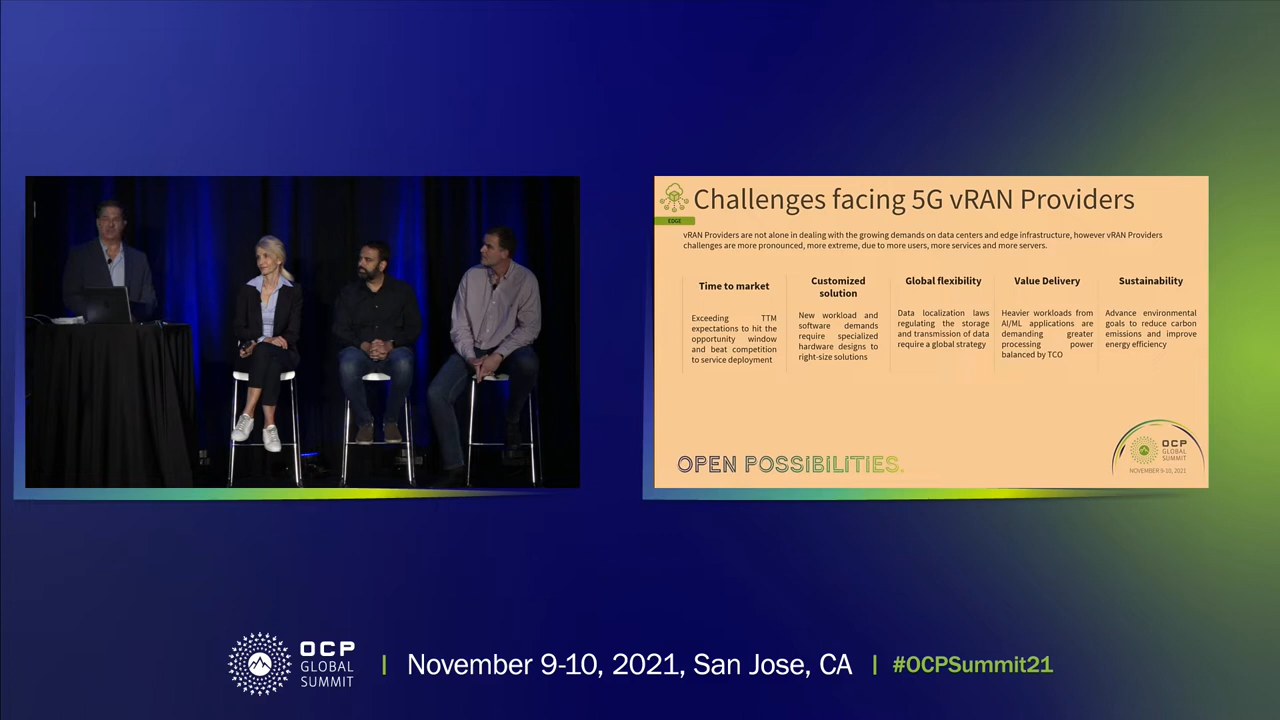 Challenges facing 5G vRAN Providers
EDGE
vRAN Providers are not alone in dealing with the growing demands on data centers and edge infrastructure, however vRAN Providers
challenges are more pronounced, more extreme, due to more users, more services and more servers.
Time to market
Exceeding TTM
expectations to hit the
opportunity window
and beat competition
to service deployment
Customized
solution
New workload and
software demands
require specialized
hardware designs to
right-size solutions
Global flexibility
Data localization laws
regulating the storage
and transmission of data
require a global strategy
Value Delivery
Heavier workloads from
AI/ML applications are
demanding greater
processing power
balanced by TCO
Sustainability
Advance environmental
goals to reduce carbon
emissions and improve
energy efficiency
OPEN POSSIBILITIES.
OCP
GLOBAL
SUMMIT
NOVEMBER 9-10, 2021
OCP
GLOBAL
SUMMIT
| November 9-10, 2021, San Jose, CA | #OCPSummit21